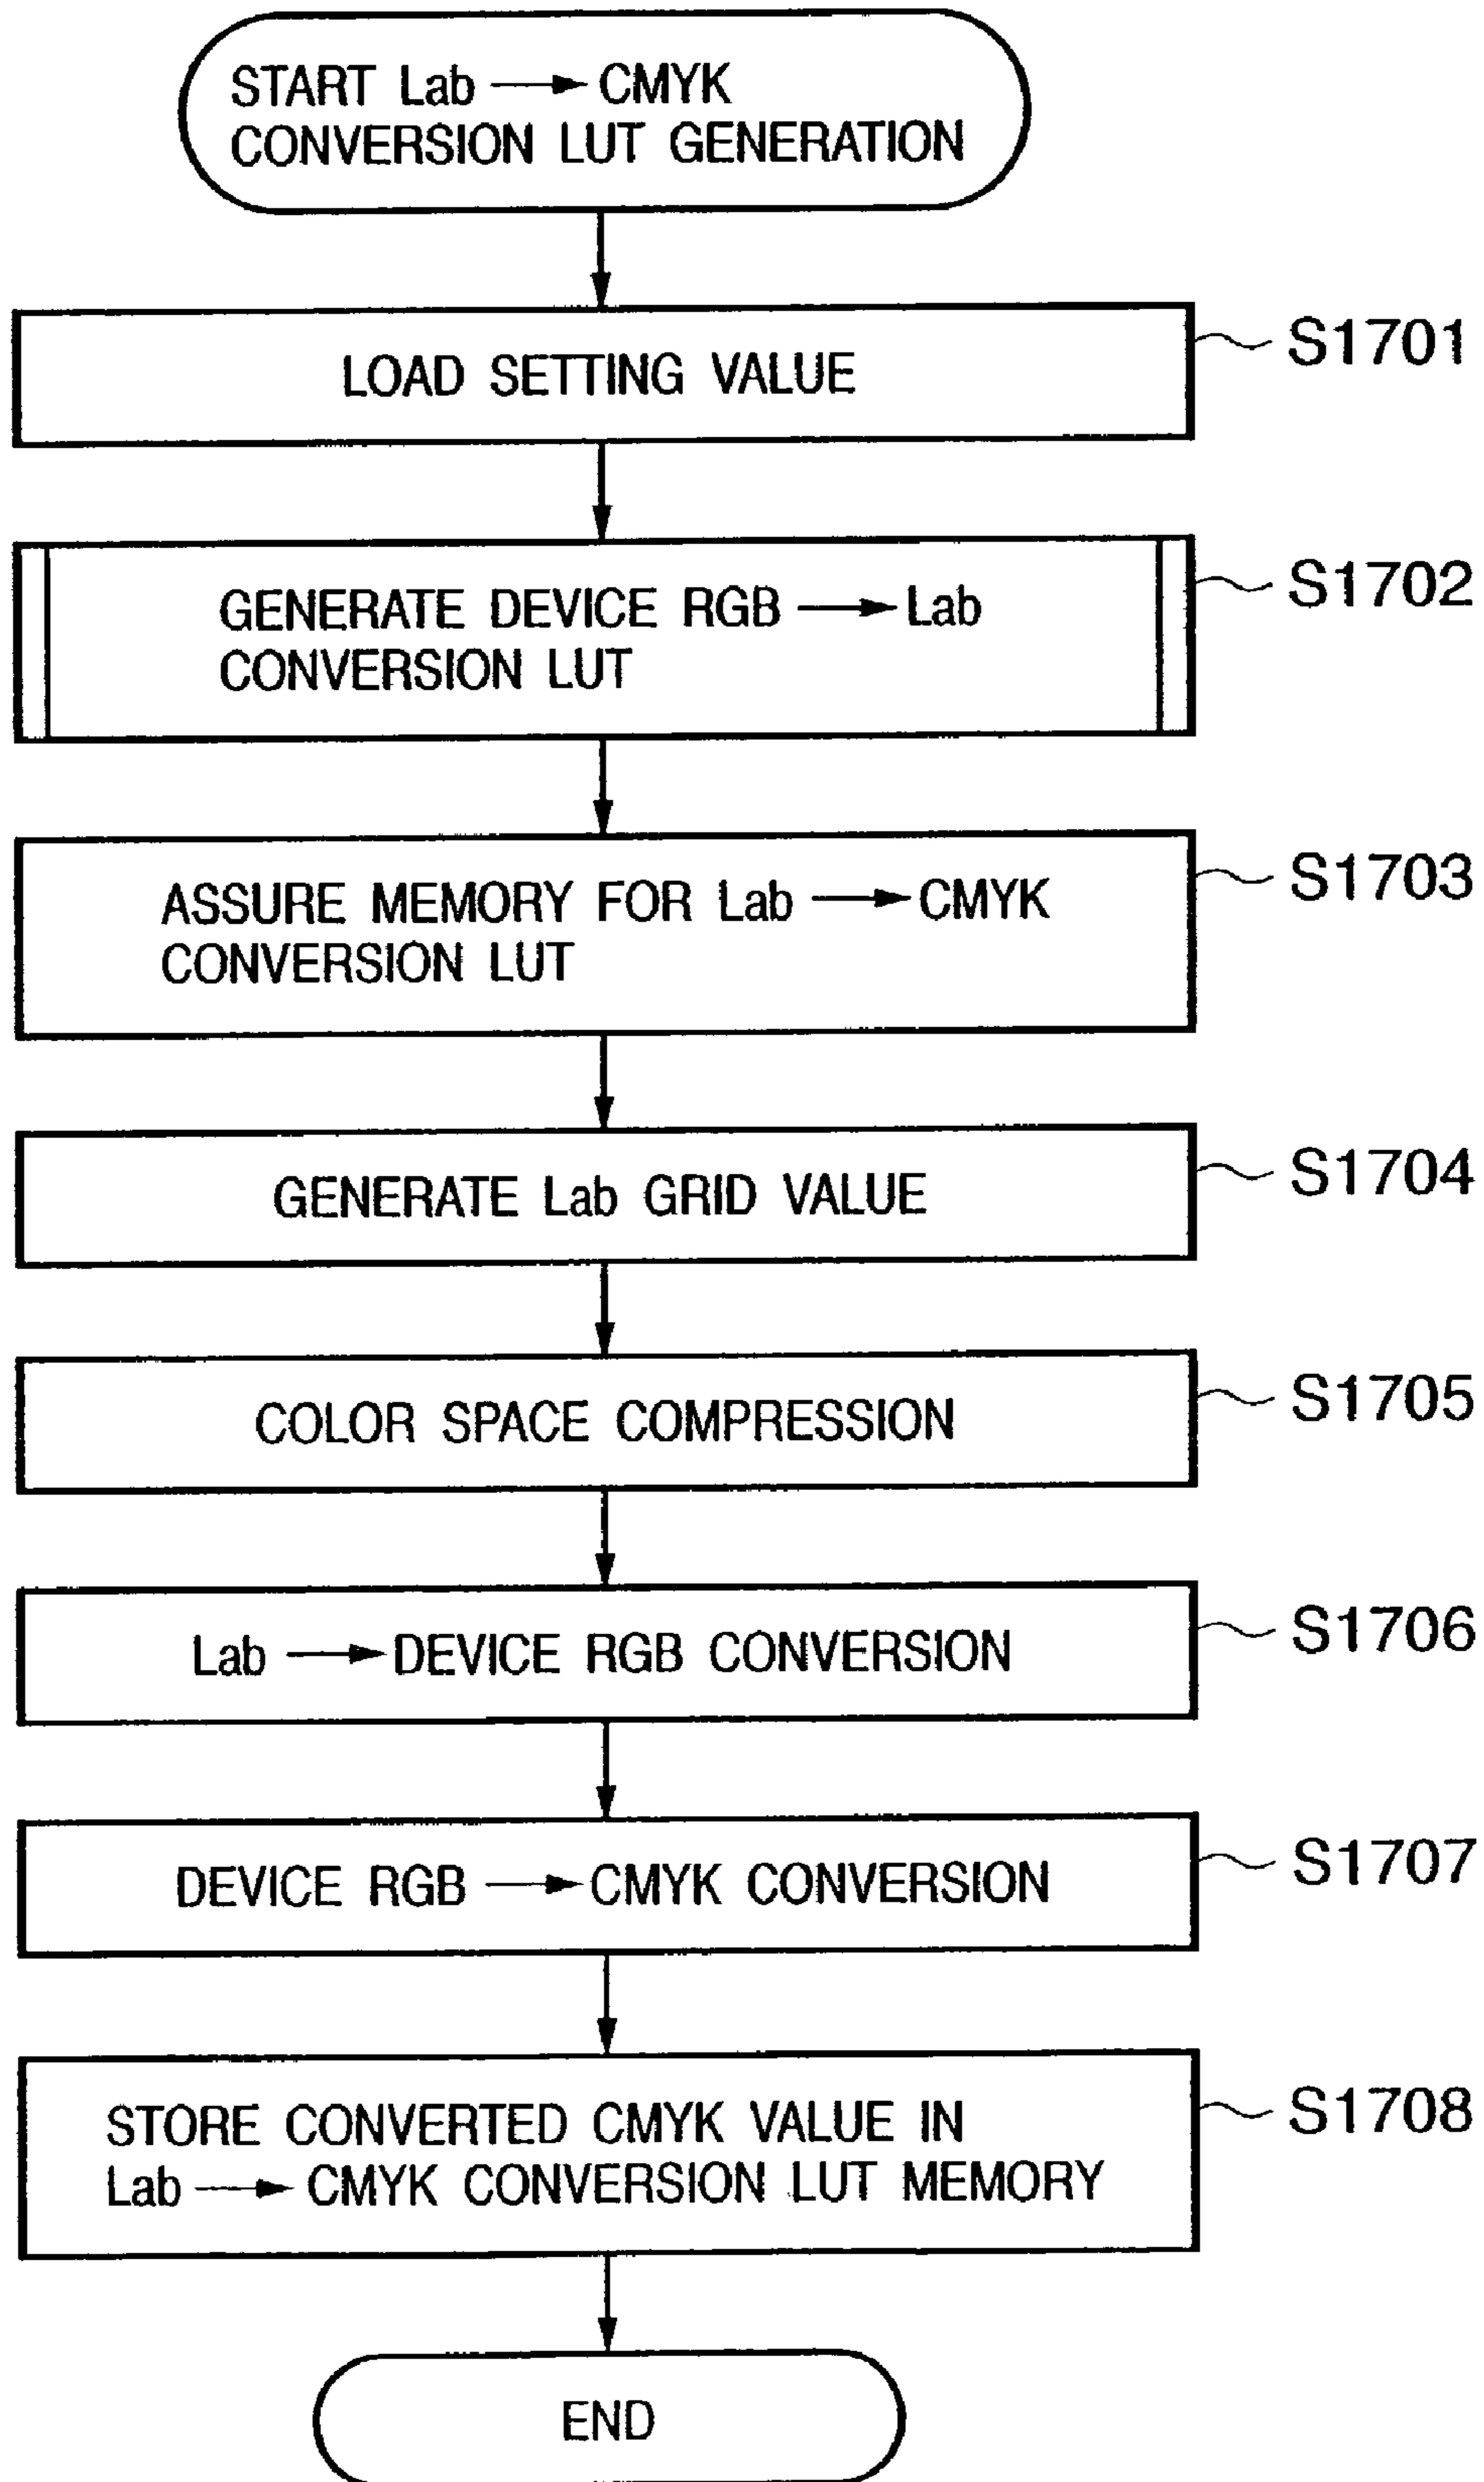 START Lab → CMYK
CONVERSION LUT GENERATION
LOAD SETTING VALUE
S1701
GENERATE DEVICE RGB → Lab
CONVERSION LUT
S1702
ASSURE MEMORY FOR Lab → CMYK
CONVERSION LUT
S1703
GENERATE Lab GRID VALUE
S1704
COLOR SPACE COMPRESSION
S1705
Lab → DEVICE RGB CONVERSION
S1706
DEVICE RGB → CMYK CONVERSION
S1707
STORE CONVERTED CMYK VALUE IN
Lab → CMYK CONVERSION LUT MEMORY
S1708
END